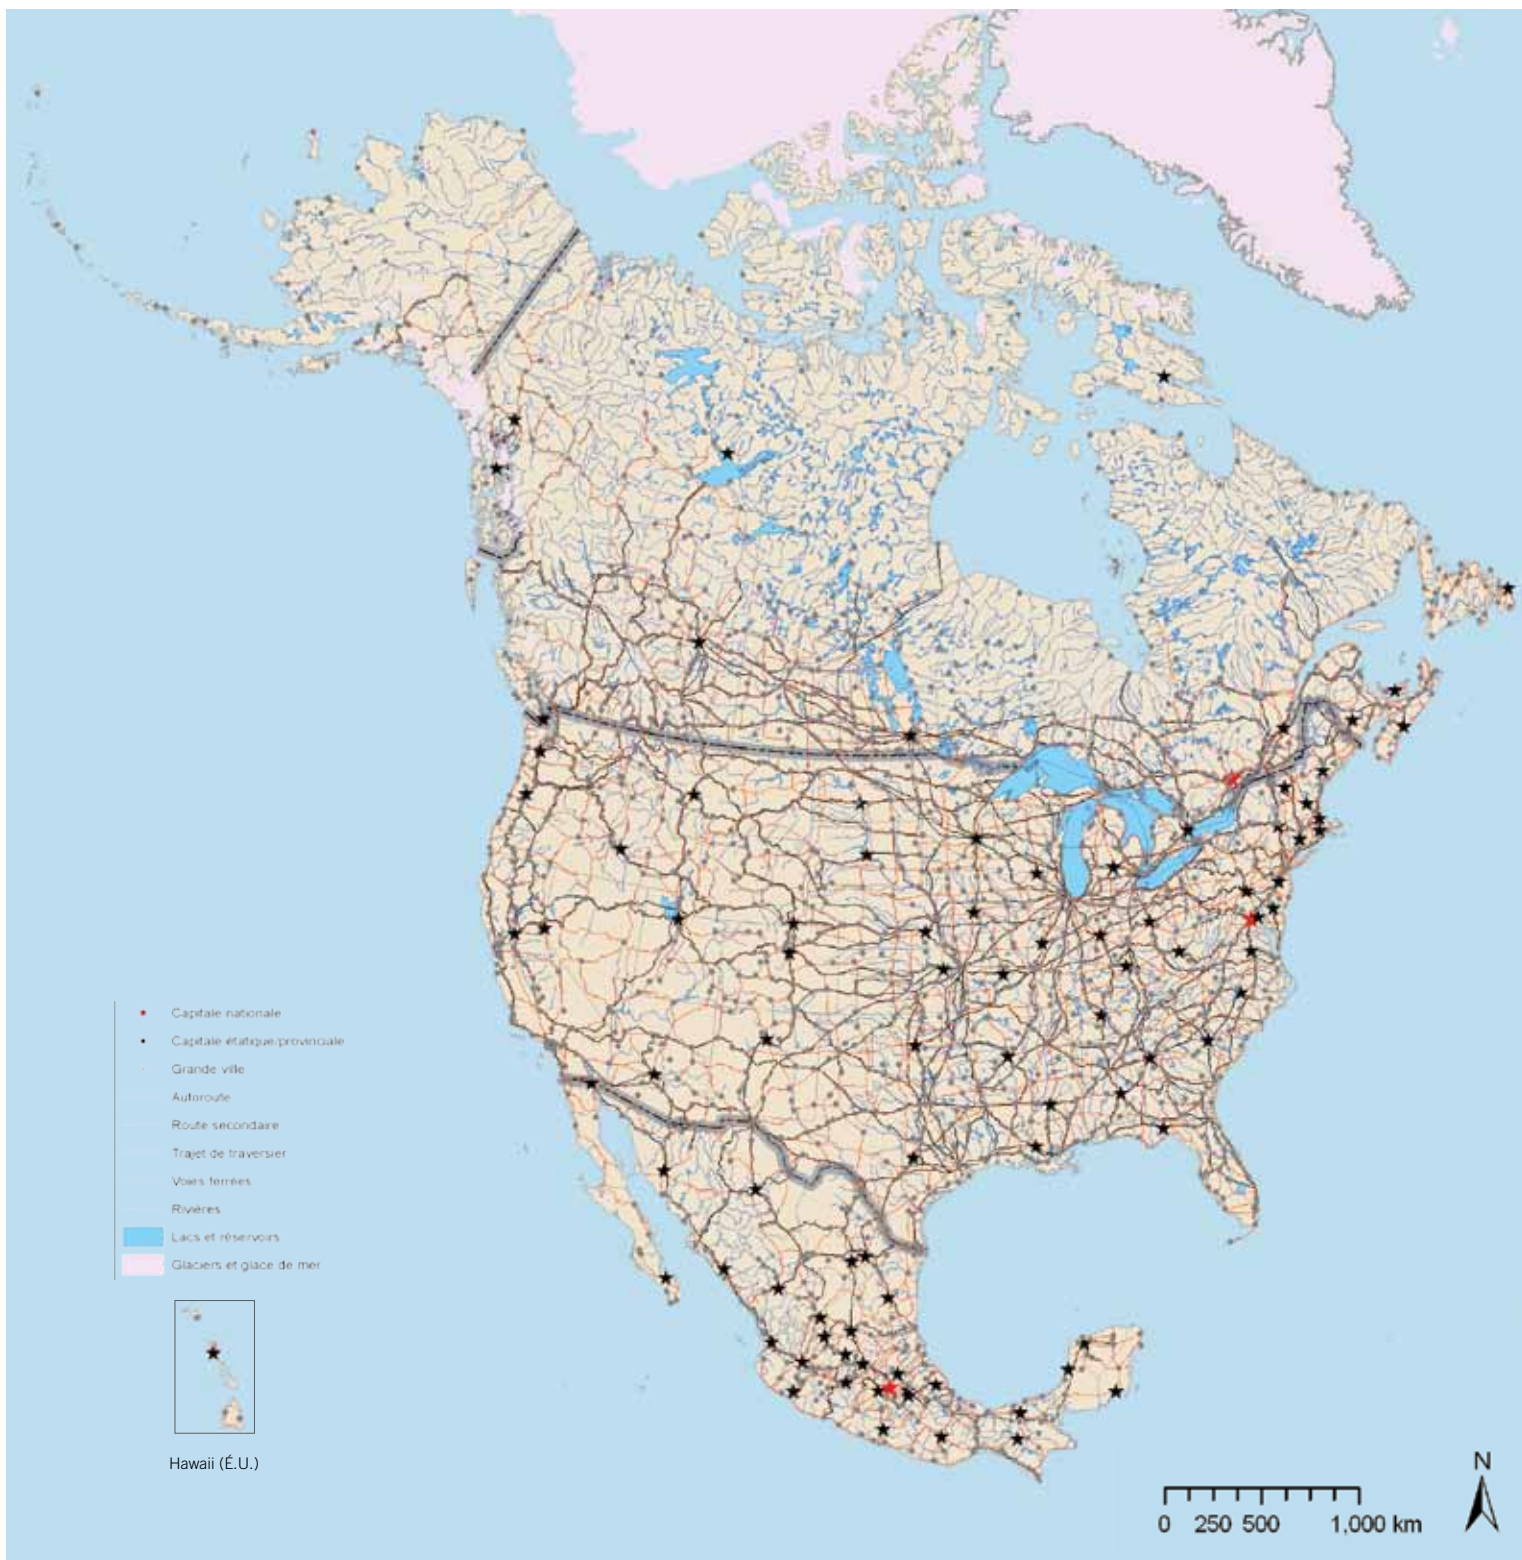 Capitale nationale
Capitale étatique/provinciale
Grande ville
Autoroute
Route secondaire
Trajet de traversier
Voies ferrées
Rivières
Lacs et réservoirs
Glaciers et glace de mer
Hawaii (É.U.)
N
0 250 500 1,000 km